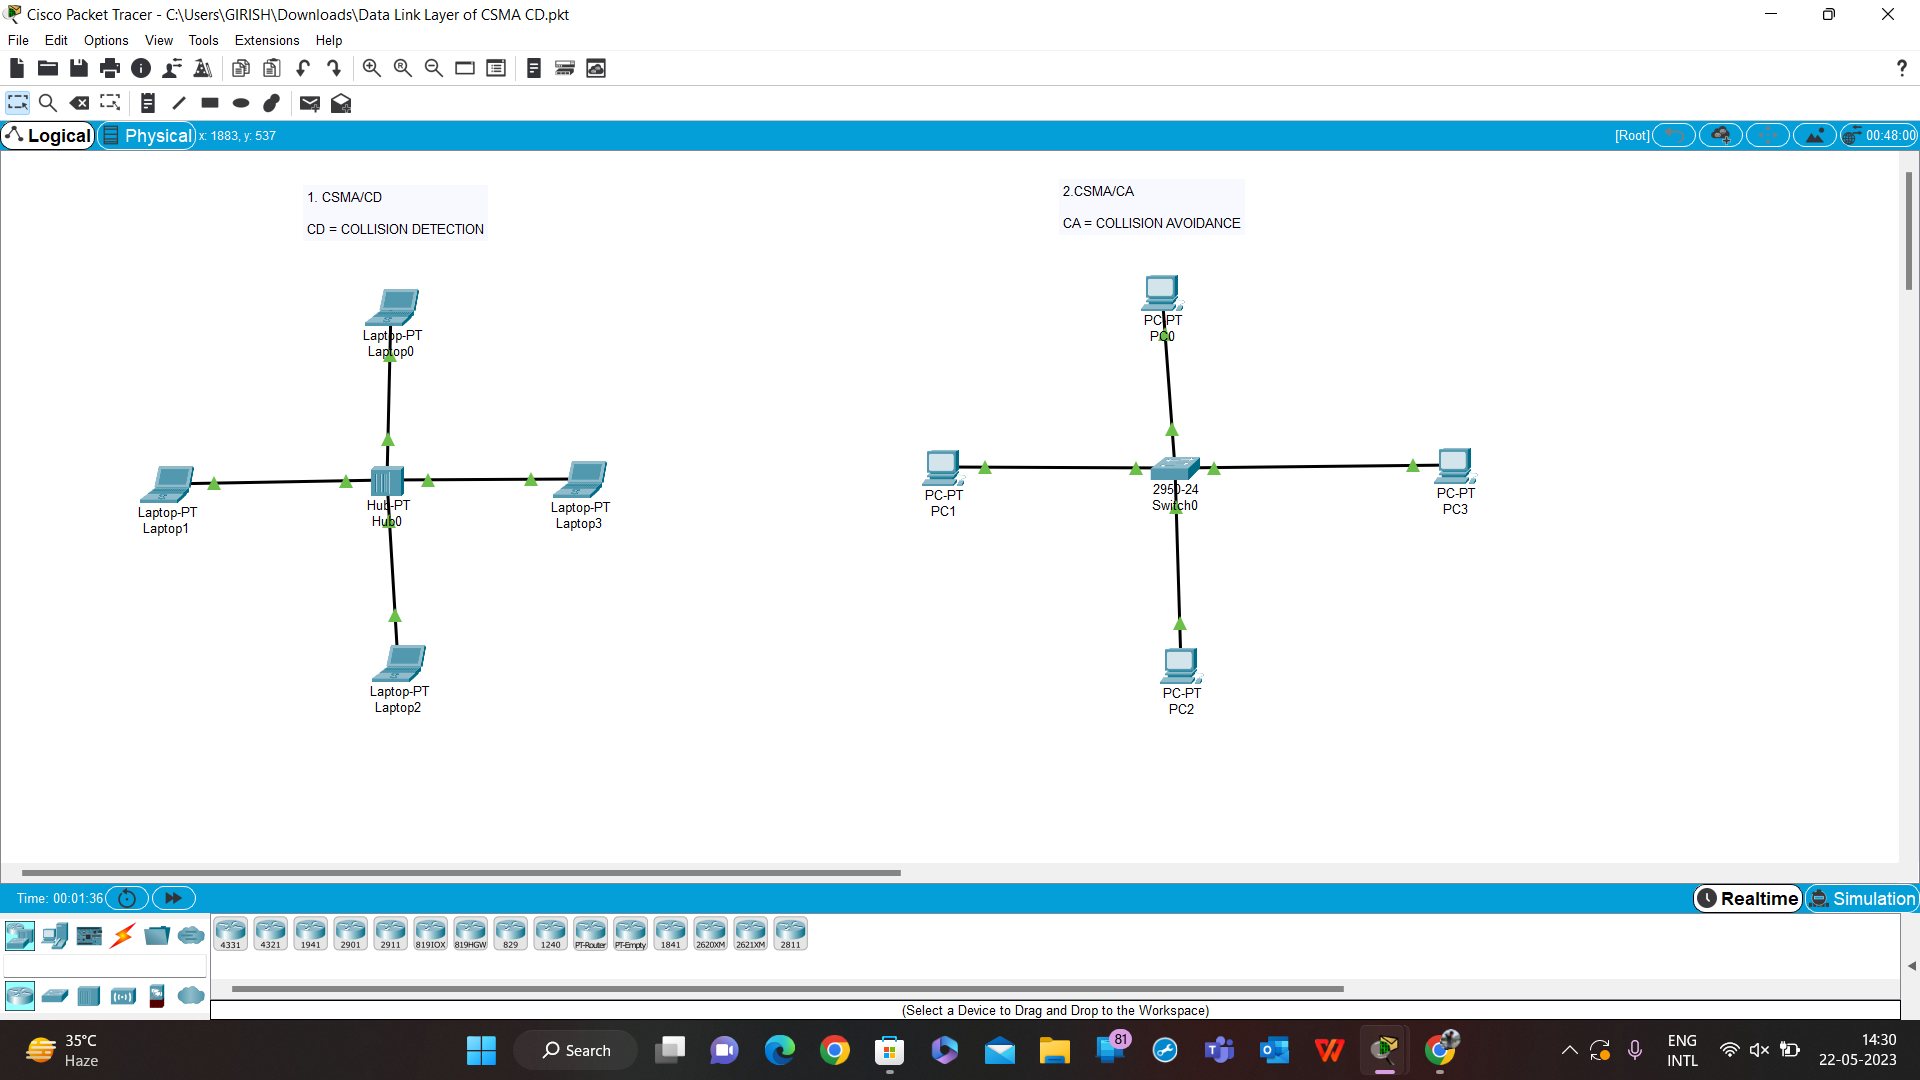 Cisco Packet Tracer - C:\Users\GIRISH\Downloads\Data Link Layer of CSMA CD.pkt
File Edit Options View Tools Extensions Help
?
Logical Physical x: 1883, y: 537 [Root] 00:48:00
1. CSMA/CD
CD = COLLISION DETECTION
2.CSMA/CA
CA = COLLISION AVOIDANCE
Laptop-PT
Laptop0
PC-PT
PC0
Laptop-PT
Laptop1
Hub-PT
Hub0
Laptop-PT
Laptop3
PC-PT
PC1
2950-24
Switch0
PC-PT
PC3
Laptop-PT
Laptop2
PC-PT
PC2
Time: 00:01:36 Realtime Simulation
4331 4321 1941 2901 2911 819IOX 819HGW 829 1240 PT-Router PT-Empty 1841 2620XM 2621XM 2811
(Select a Device to Drag and Drop to the Workspace)
35°C
Haze
Search
81
ENG
INTL
14:30
22-05-2023